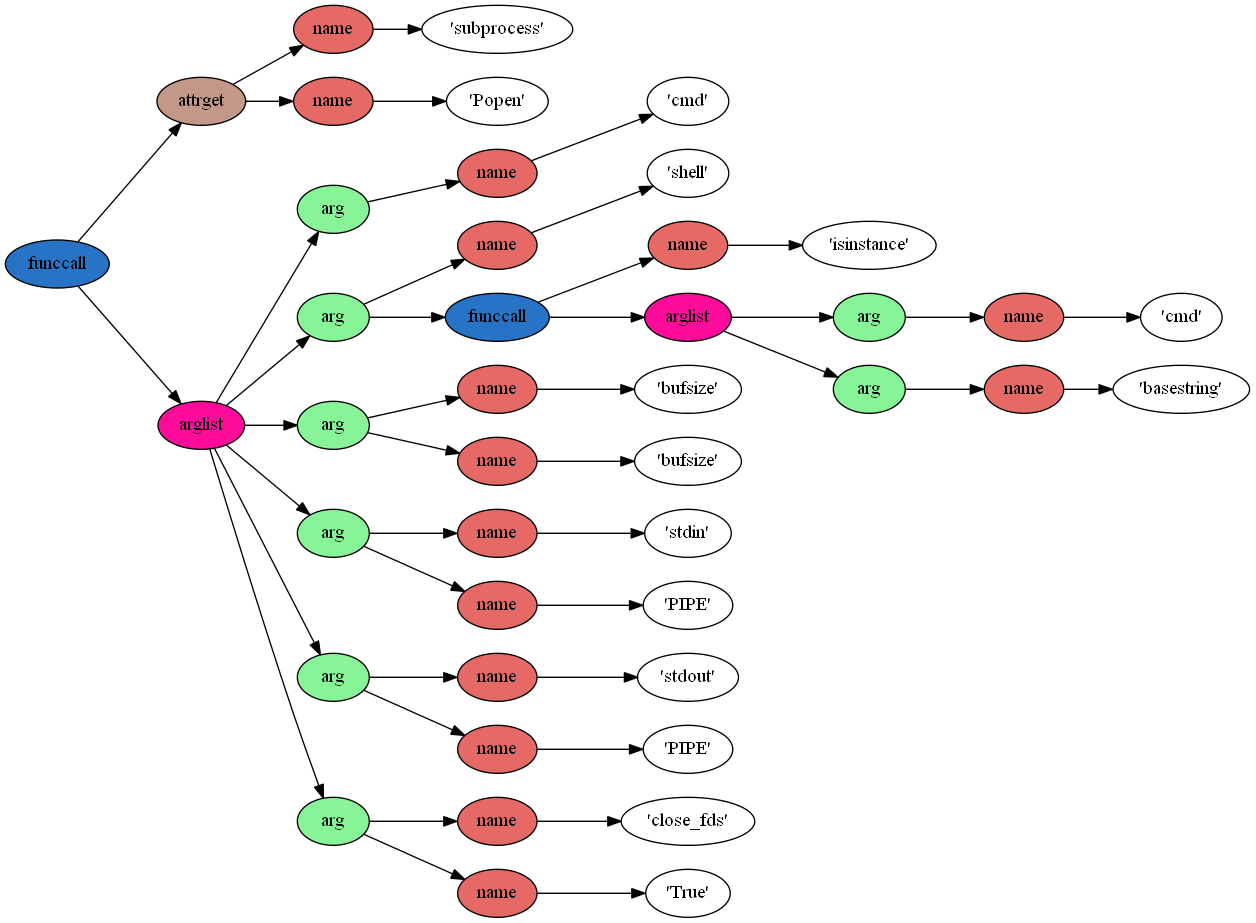 name
'subprocess'
attrget
name
'Popen'
'cmd'
name
'shell'
arg
name
name
'isinstance'
funccall
arg
funccall
arglist
arg
name
'cmd'
name
'bufsize'
arg
name
'basestring'
arglist
arg
name
'bufsize'
arg
name
'stdin'
name
'PIPE'
arg
name
'stdout'
name
'PIPE'
arg
name
'close_fds'
name
'True'